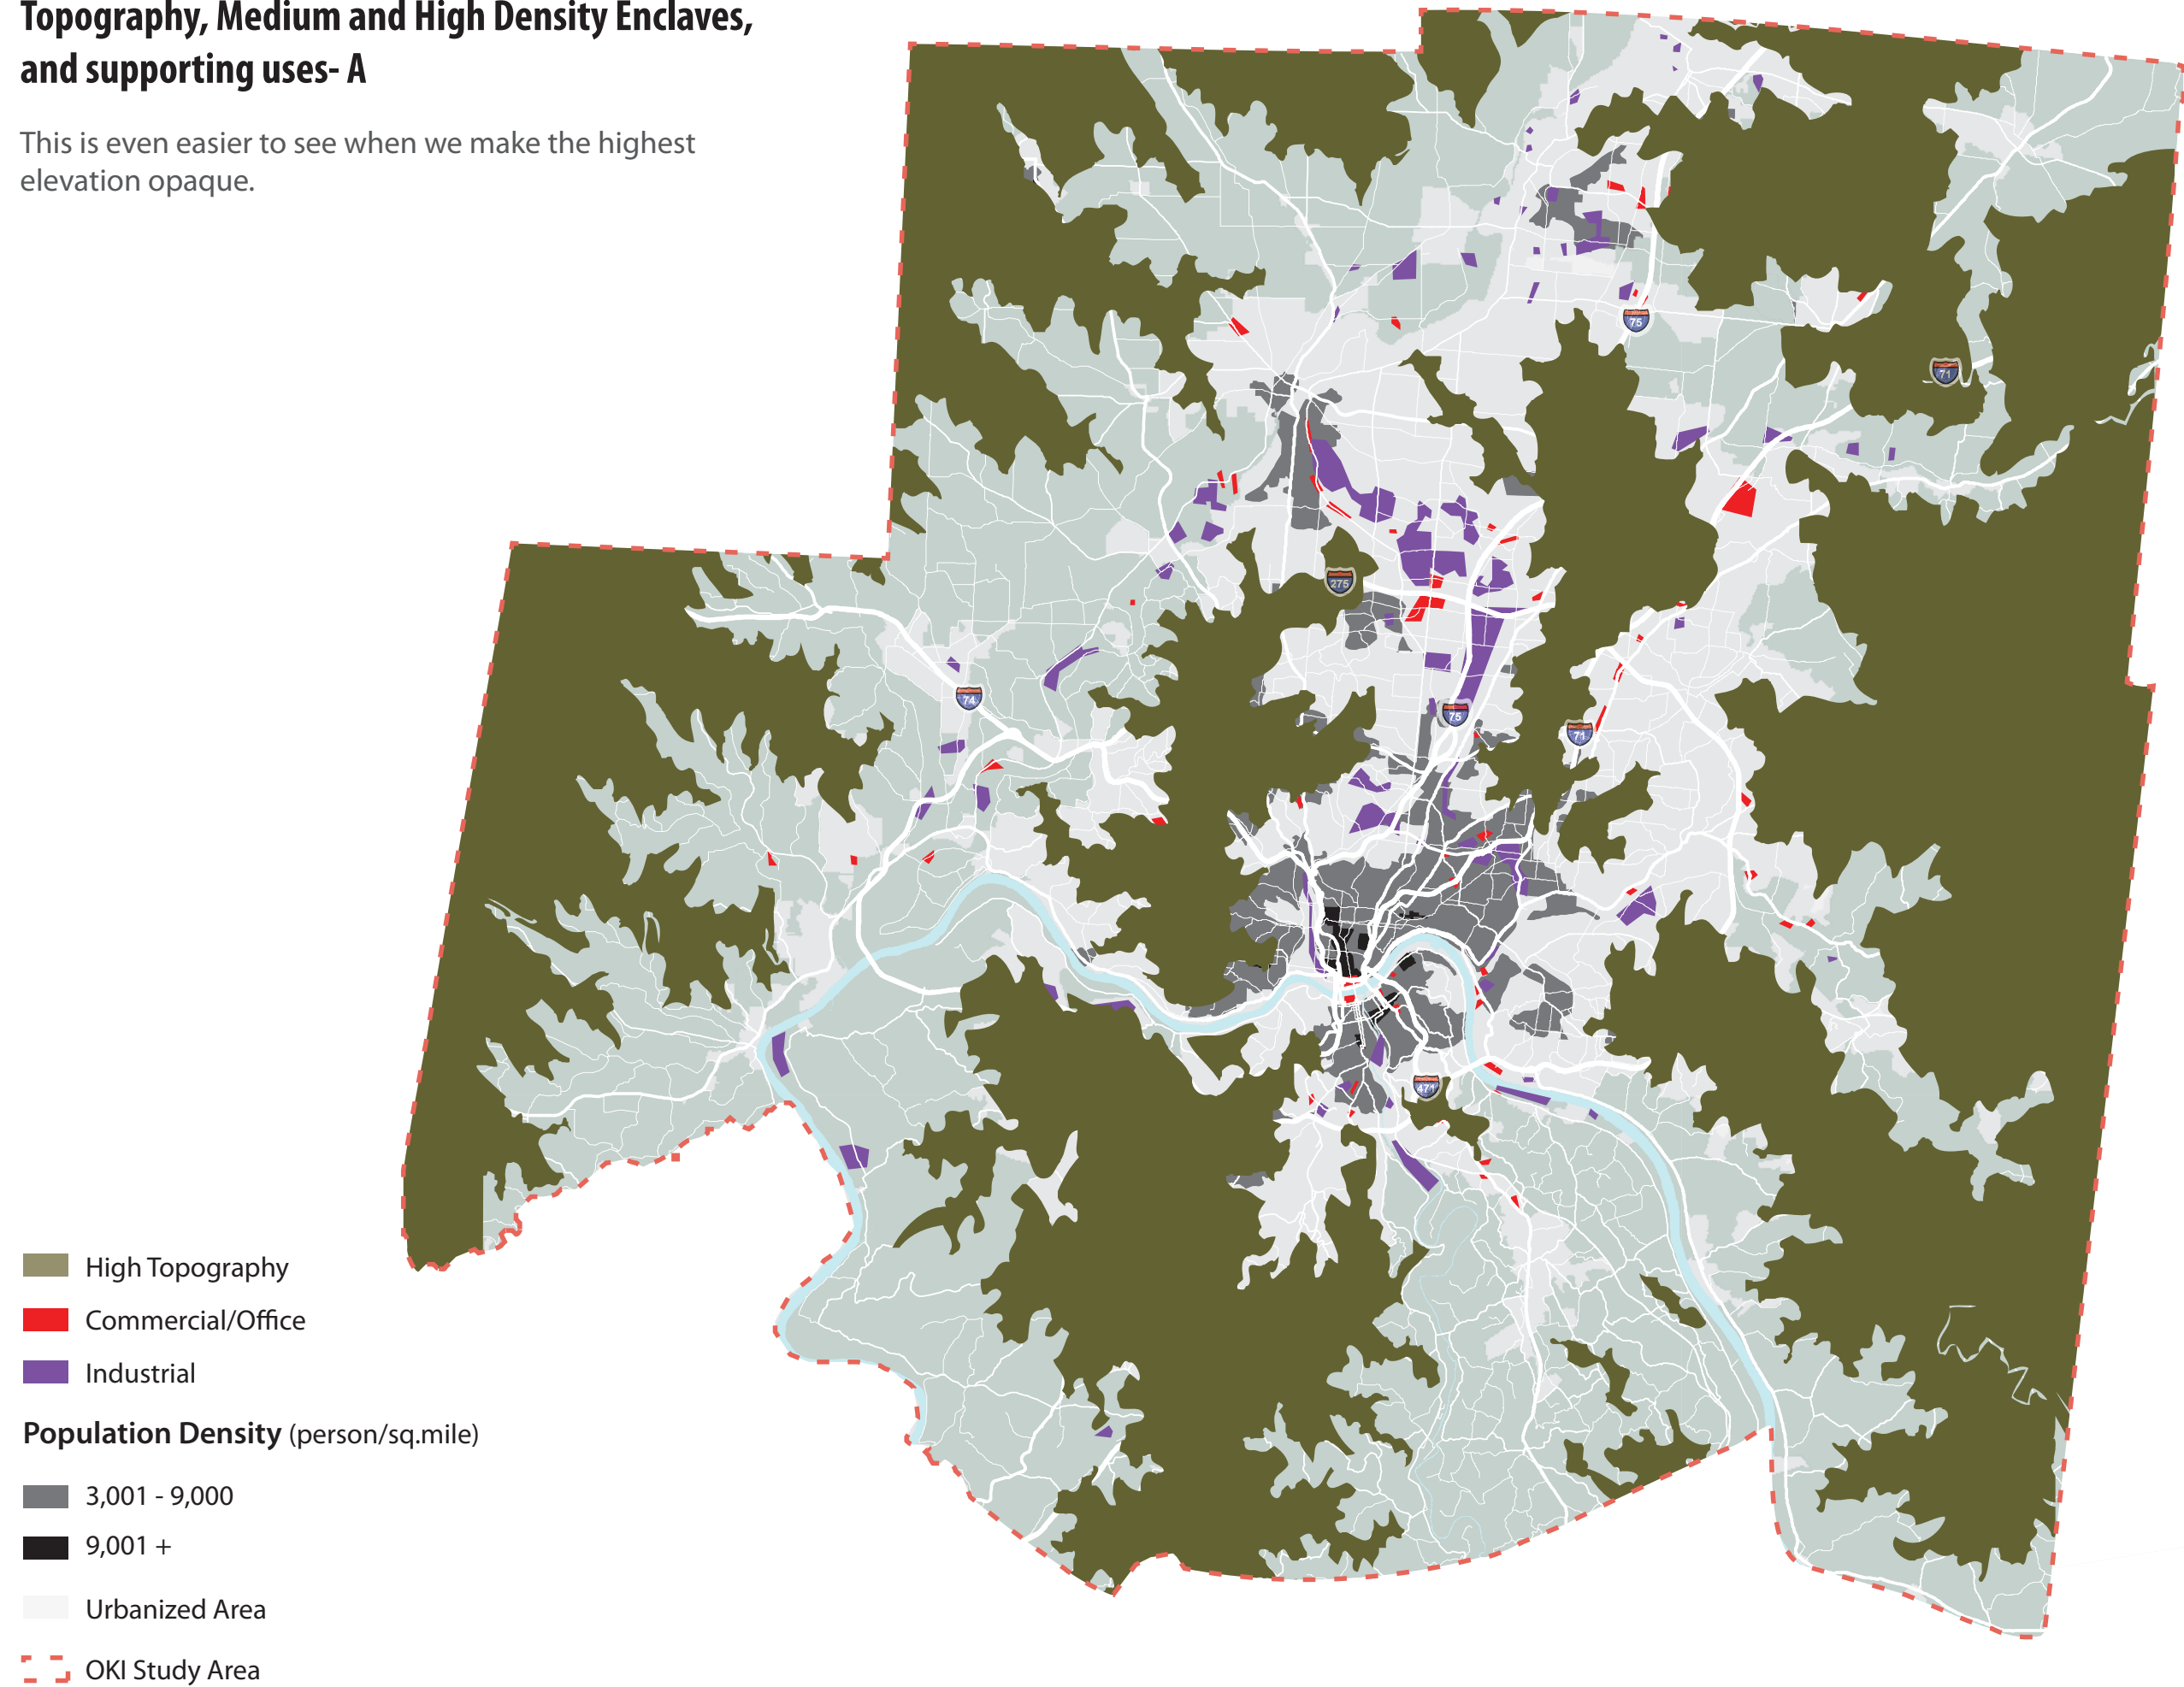 Topography, Medium and High Density Enclaves,
and supporting uses- A
This is even easier to see when we make the highest
elevation opaque.
75
71
275
74
75
71
471
High Topography
Commercial/Office
Industrial
Population Density (person/sq.mile)
3,001 - 9,000
9,001 +
Urbanized Area
OKI Study Area